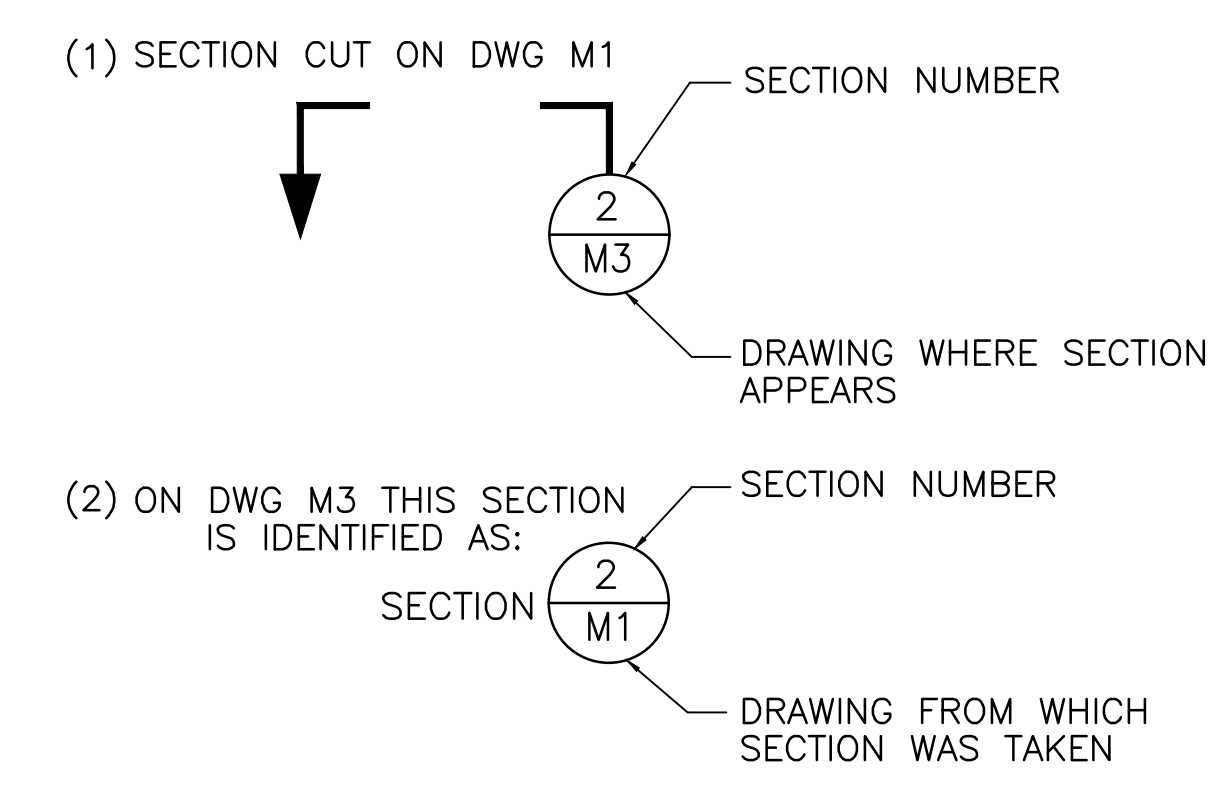 (1) SECTION CUT ON DWG M1
SECTION NUMBER
2
M3
DRAWING WHERE SECTION
APPEARS
(2) ON DWG M3 THIS SECTION
IS IDENTIFIED AS:
SECTION NUMBER
SECTION
2
M1
DRAWING FROM WHICH
SECTION WAS TAKEN